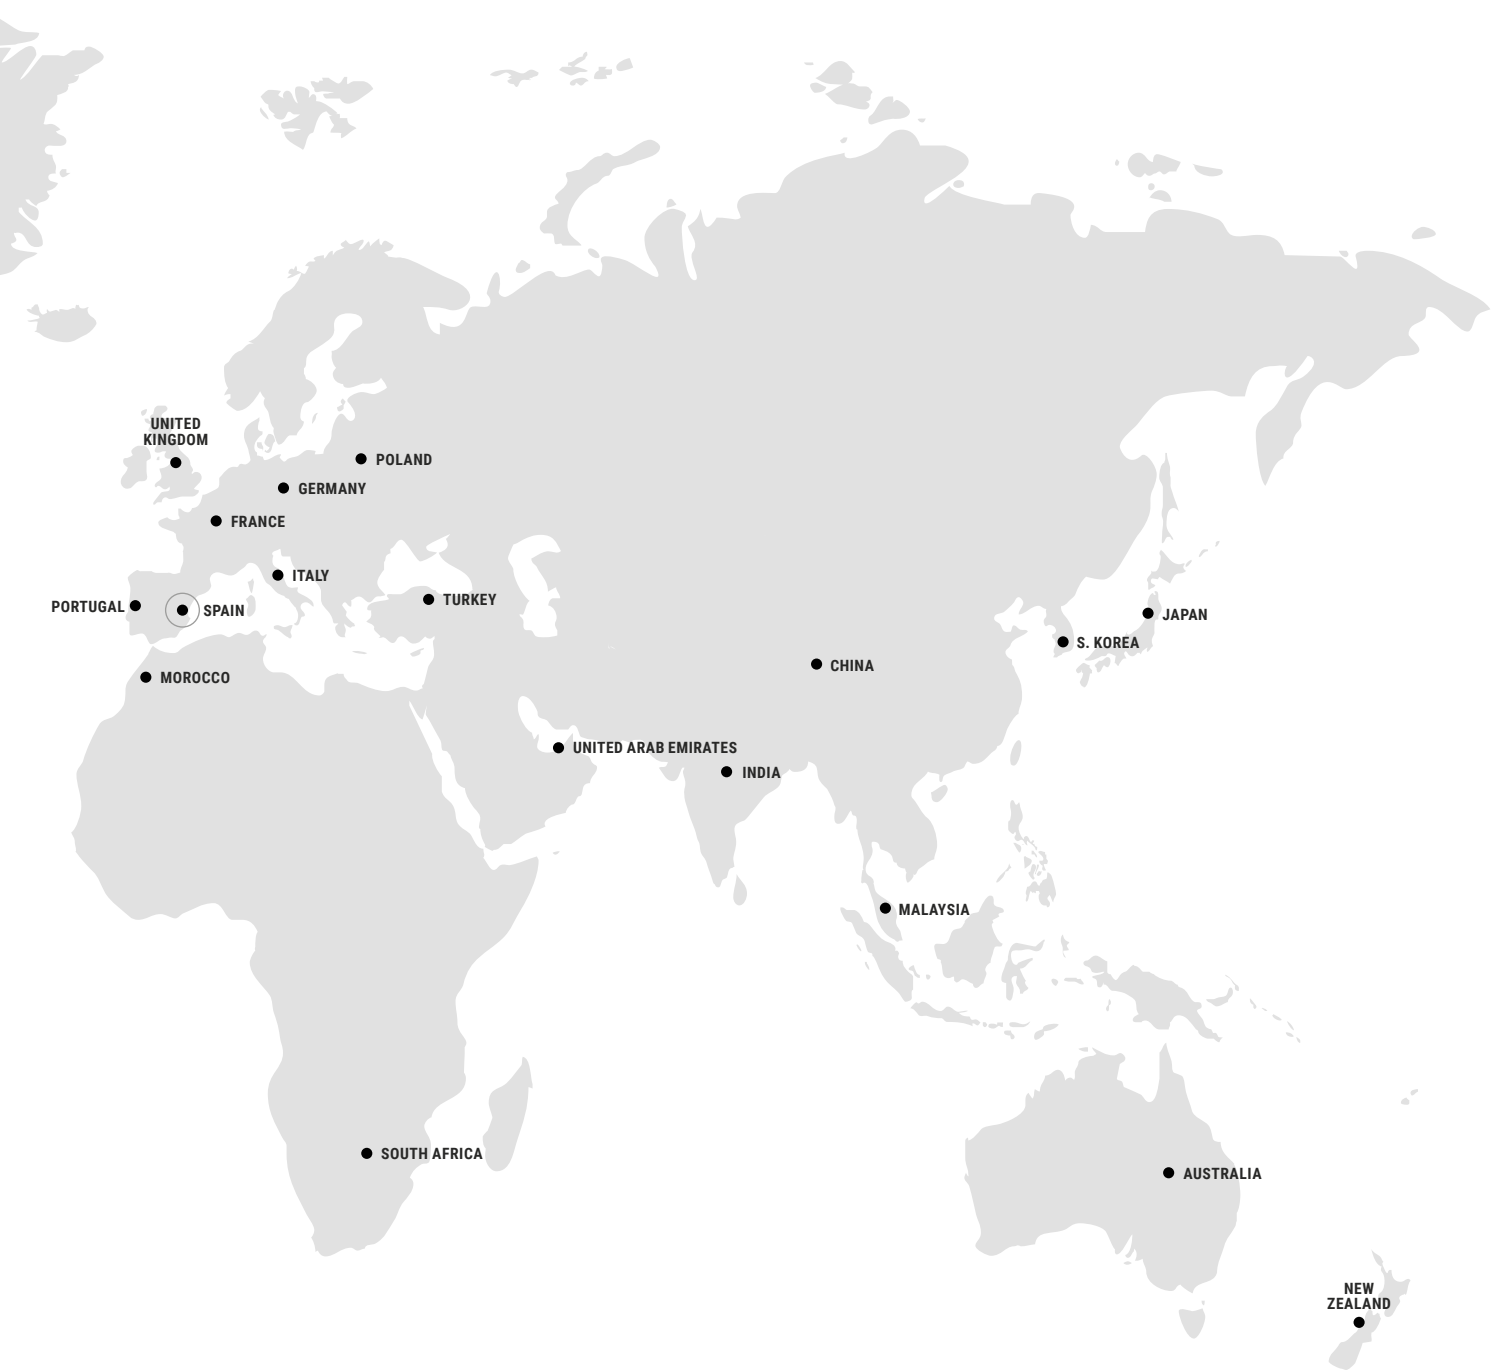 UNITED
KINGDOM
POLAND
GERMANY
FRANCE
ITALY
TURKEY
PORTUGAL
SPAIN
JAPAN
S. KOREA
CHINA
MOROCCO
UNITED ARAB EMIRATES
INDIA
MALAYSIA
SOUTH AFRICA
AUSTRALIA
NEW
ZEALAND